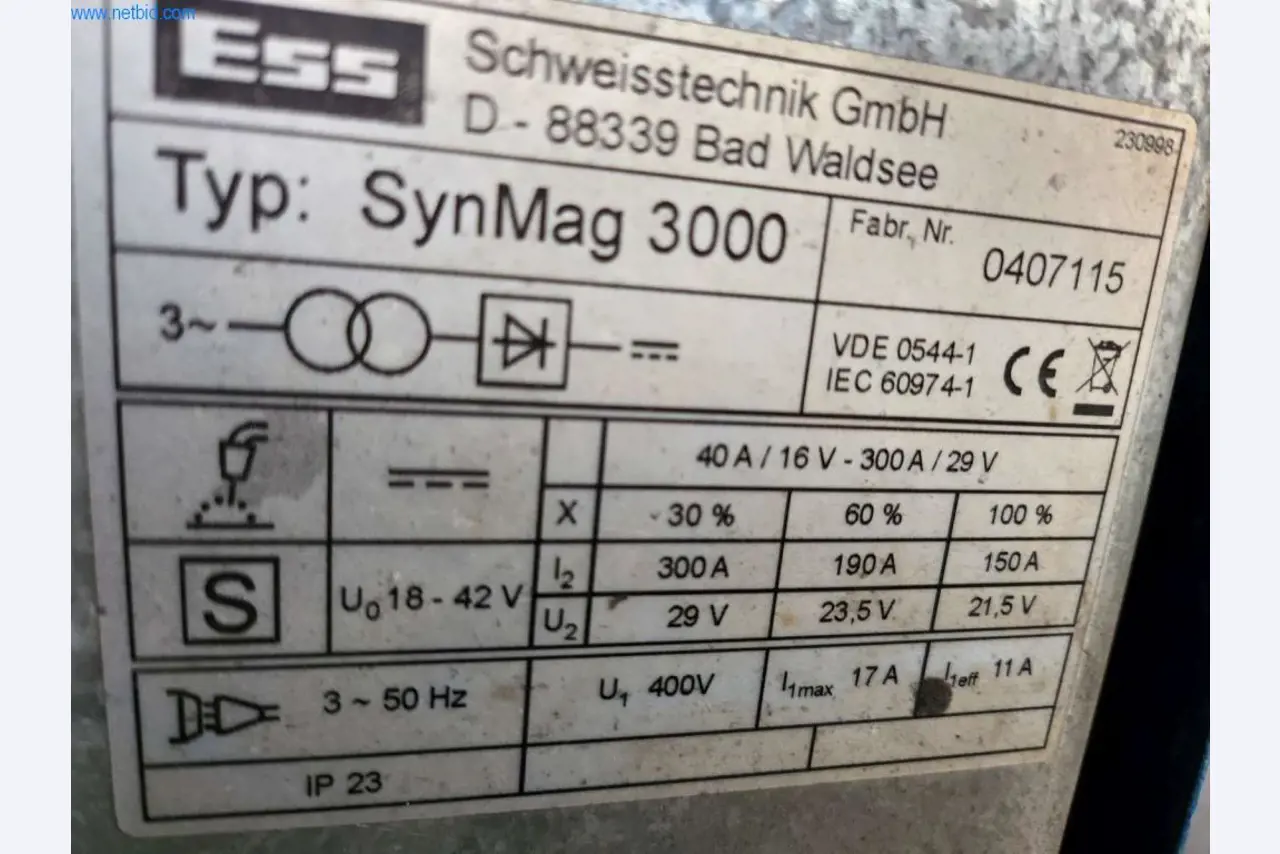 www.netbid.com
ESS
Schweisstechnik GmbH
D - 88339 Bad Waldsee
230998
Typ: SynMag 3000
Fabr. Nr.
0407115
3~
VDE 0544-1
IEC 60974-1
CE
40 A / 16 V - 300 A / 29 V
X 30 % 60 % 100 %
I2 300 A 190 A 150 A
S
U0 18 - 42 V
U2 29 V 23,5 V 21,5 V
3 ~ 50 Hz
U1 400V
I1max 17 A
I1eff 11 A
IP 23